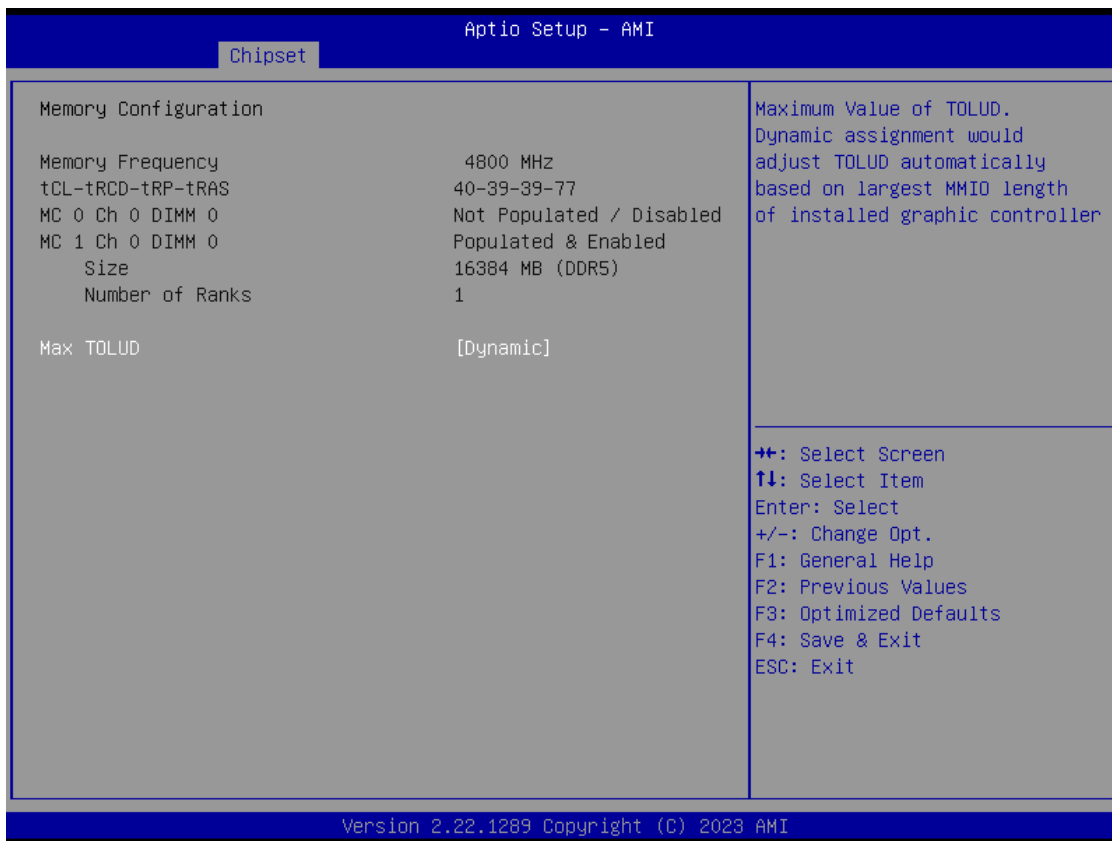 Aptio Setup - AMI
Chipset
Memory Configuration
Memory Frequency 4800 MHz
tCL-tRCD-tRP-tRAS 40-39-39-77
MC 0 Ch 0 DIMM 0 Not Populated / Disabled
MC 1 Ch 0 DIMM 0 Populated & Enabled
Size 16384 MB (DDR5)
Number of Ranks 1
Max TOLUD [Dynamic]
Maximum Value of TOLUD.
Dynamic assignment would
adjust TOLUD automatically
based on largest MMIO length
of installed graphic controller
→←: Select Screen
↑↓: Select Item
Enter: Select
+/-: Change Opt.
F1: General Help
F2: Previous Values
F3: Optimized Defaults
F4: Save & Exit
ESC: Exit
Version 2.22.1289 Copyright (C) 2023 AMI